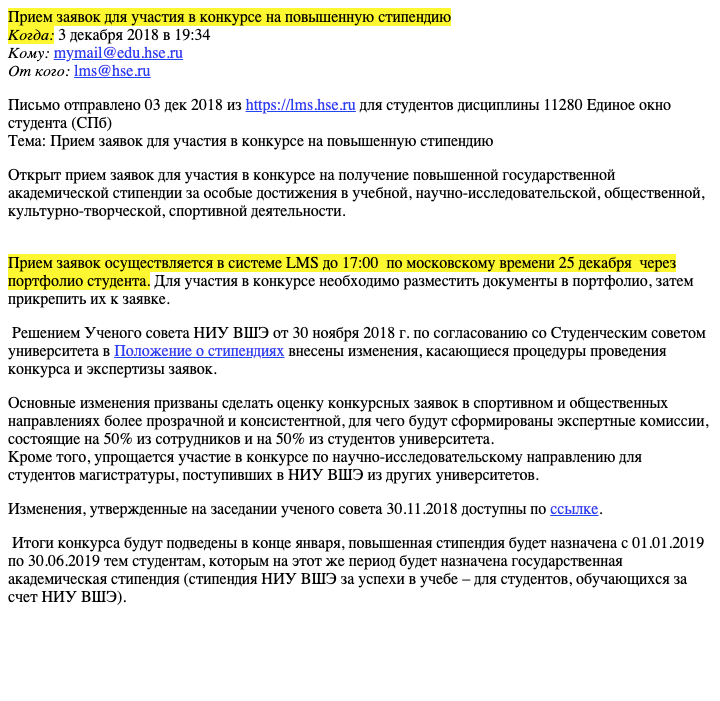 Прием заявок для участия в конкурсе на повышенную стипендию
Когда: 3 декабря 2018 в 19:34
Кому: mymail@edu.hse.ru
От кого: lms@hse.ru
Письмо отправлено 03 дек 2018 из https://lms.hse.ru для студентов дисциплины 11280 Единое окно
студента (СПб)
Тема: Прием заявок для участия в конкурсе на повышенную стипендию
Открыт прием заявок для участия в конкурсе на получение повышенной государственной
академической стипендии за особые достижения в учебной, научно-исследовательской, общественной,
культурно-творческой, спортивной деятельности.
Прием заявок осуществляется в системе LMS до 17:00  по московскому времени 25 декабря  через
портфолио студента. Для участия в конкурсе необходимо разместить документы в портфолио, затем
прикрепить их к заявке.
Решением Ученого совета НИУ ВШЭ от 30 ноября 2018 г. по согласованию со Студенческим советом
университета в Положение о стипендиях внесены изменения, касающиеся процедуры проведения
конкурса и экспертизы заявок.
Основные изменения призваны сделать оценку конкурсных заявок в спортивном и общественных
направлениях более прозрачной и консистентной, для чего будут сформированы экспертные комиссии,
состоящие на 50% из сотрудников и на 50% из студентов университета.
Кроме того, упрощается участие в конкурсе по научно-исследовательскому направлению для
студентов магистратуры, поступивших в НИУ ВШЭ из других университетов.
Изменения, утвержденные на заседании ученого совета 30.11.2018 доступны по ссылке.
Итоги конкурса будут подведены в конце января, повышенная стипендия будет назначена с 01.01.2019
по 30.06.2019 тем студентам, которым на этот же период будет назначена государственная
академическая стипендия (стипендия НИУ ВШЭ за успехи в учебе – для студентов, обучающихся за
счет НИУ ВШЭ).